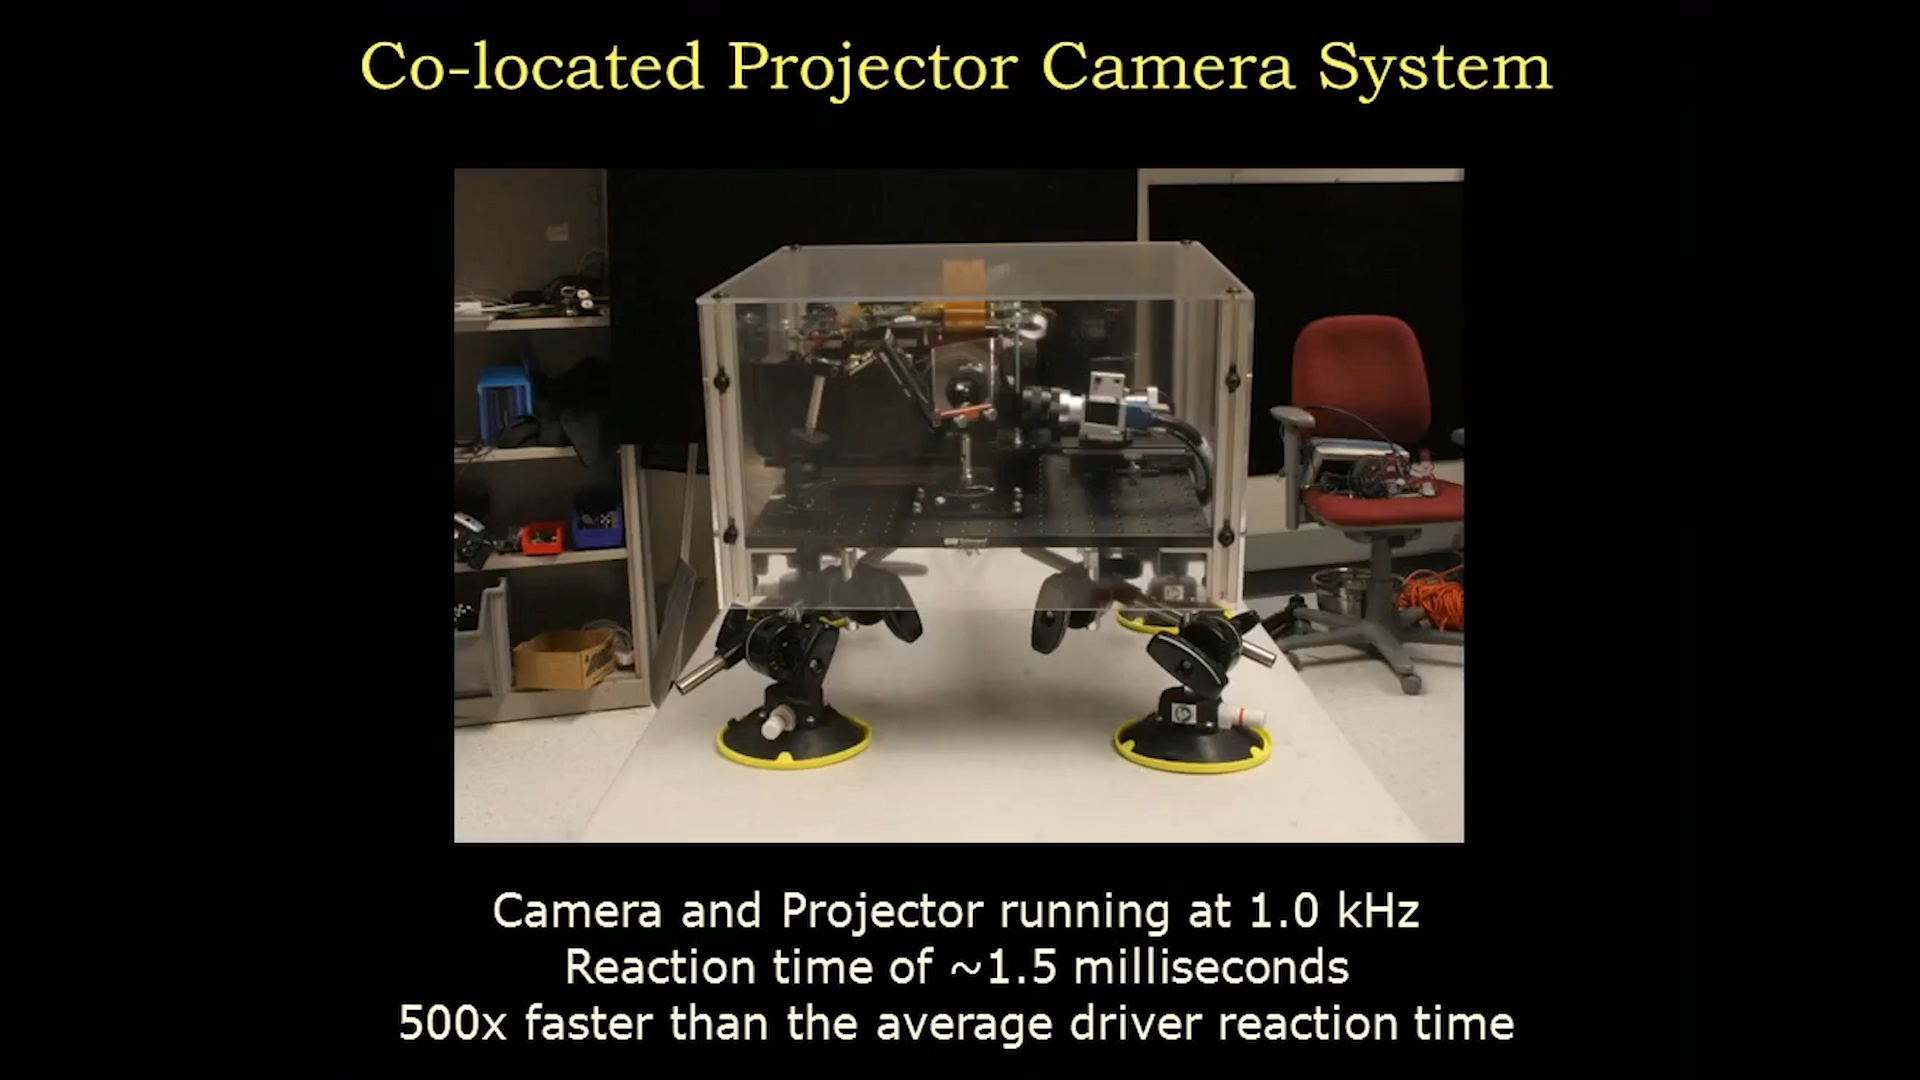 Co-located Projector Camera System
Camera and Projector running at 1.0 kHz
Reaction time of ~1.5 milliseconds
500x faster than the average driver reaction time